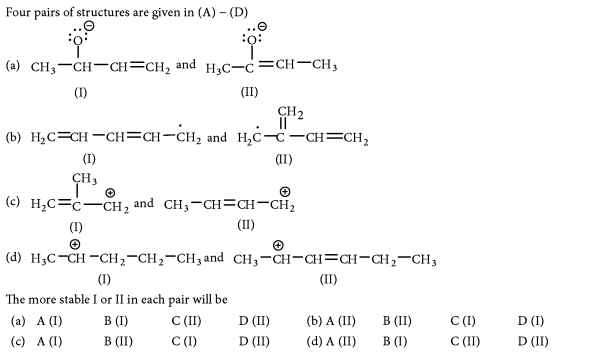 Four pairs of structures are given in (A) – (D)
:Ö: ⊖ :Ö: ⊖
(a) CH₃—CH—CH=CH₂ and H₃C—C=CH—CH₃
(I) (II)
CH₂
(b) H₂C=CH—CH=CH—ĊH₂ and H₂Ċ—C—CH=CH₂
(I) (II)
CH₃ ⊕ ⊕
(c) H₂C=C—CH₂ and CH₃—CH=CH—CH₂
(I) (II)
⊕ ⊕
(d) H₃C—CH—CH₂—CH₂—CH₃ and CH₃—CH—CH=CH—CH₂—CH₃
(I) (II)
The more stable I or II in each pair will be
(a) A (I) B (I) C (II) D (II) (b) A (II) B (II) C (I) D (I)
(c) A (I) B (II) C (I) D (II) (d) A (II) B (I) C (II) D (II)